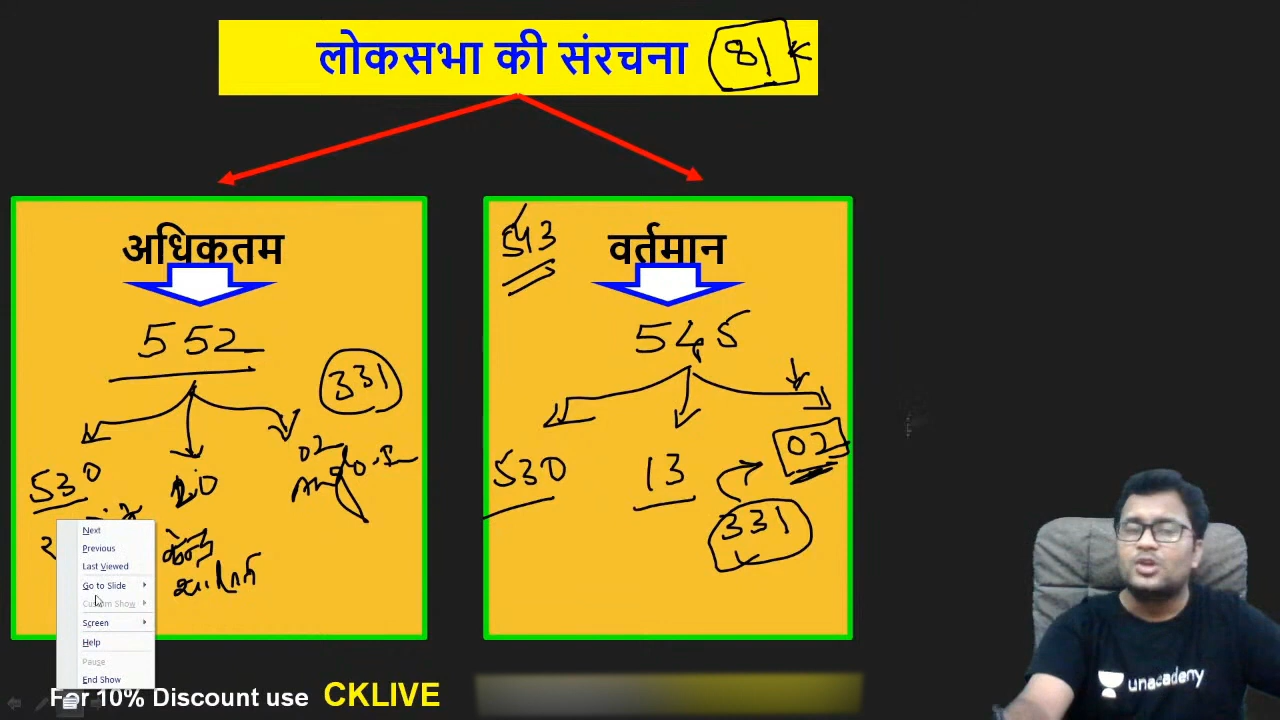 लोकसभा की संरचना 81
अधिकतम
552
331
530
20
02
543
वर्तमान
545
530
13
02
331
Next
Previous
Last Viewed
Go to Slide
Custom Show
Screen
Help
Pause
End Show
For 10% Discount use CKLIVE
unacademy